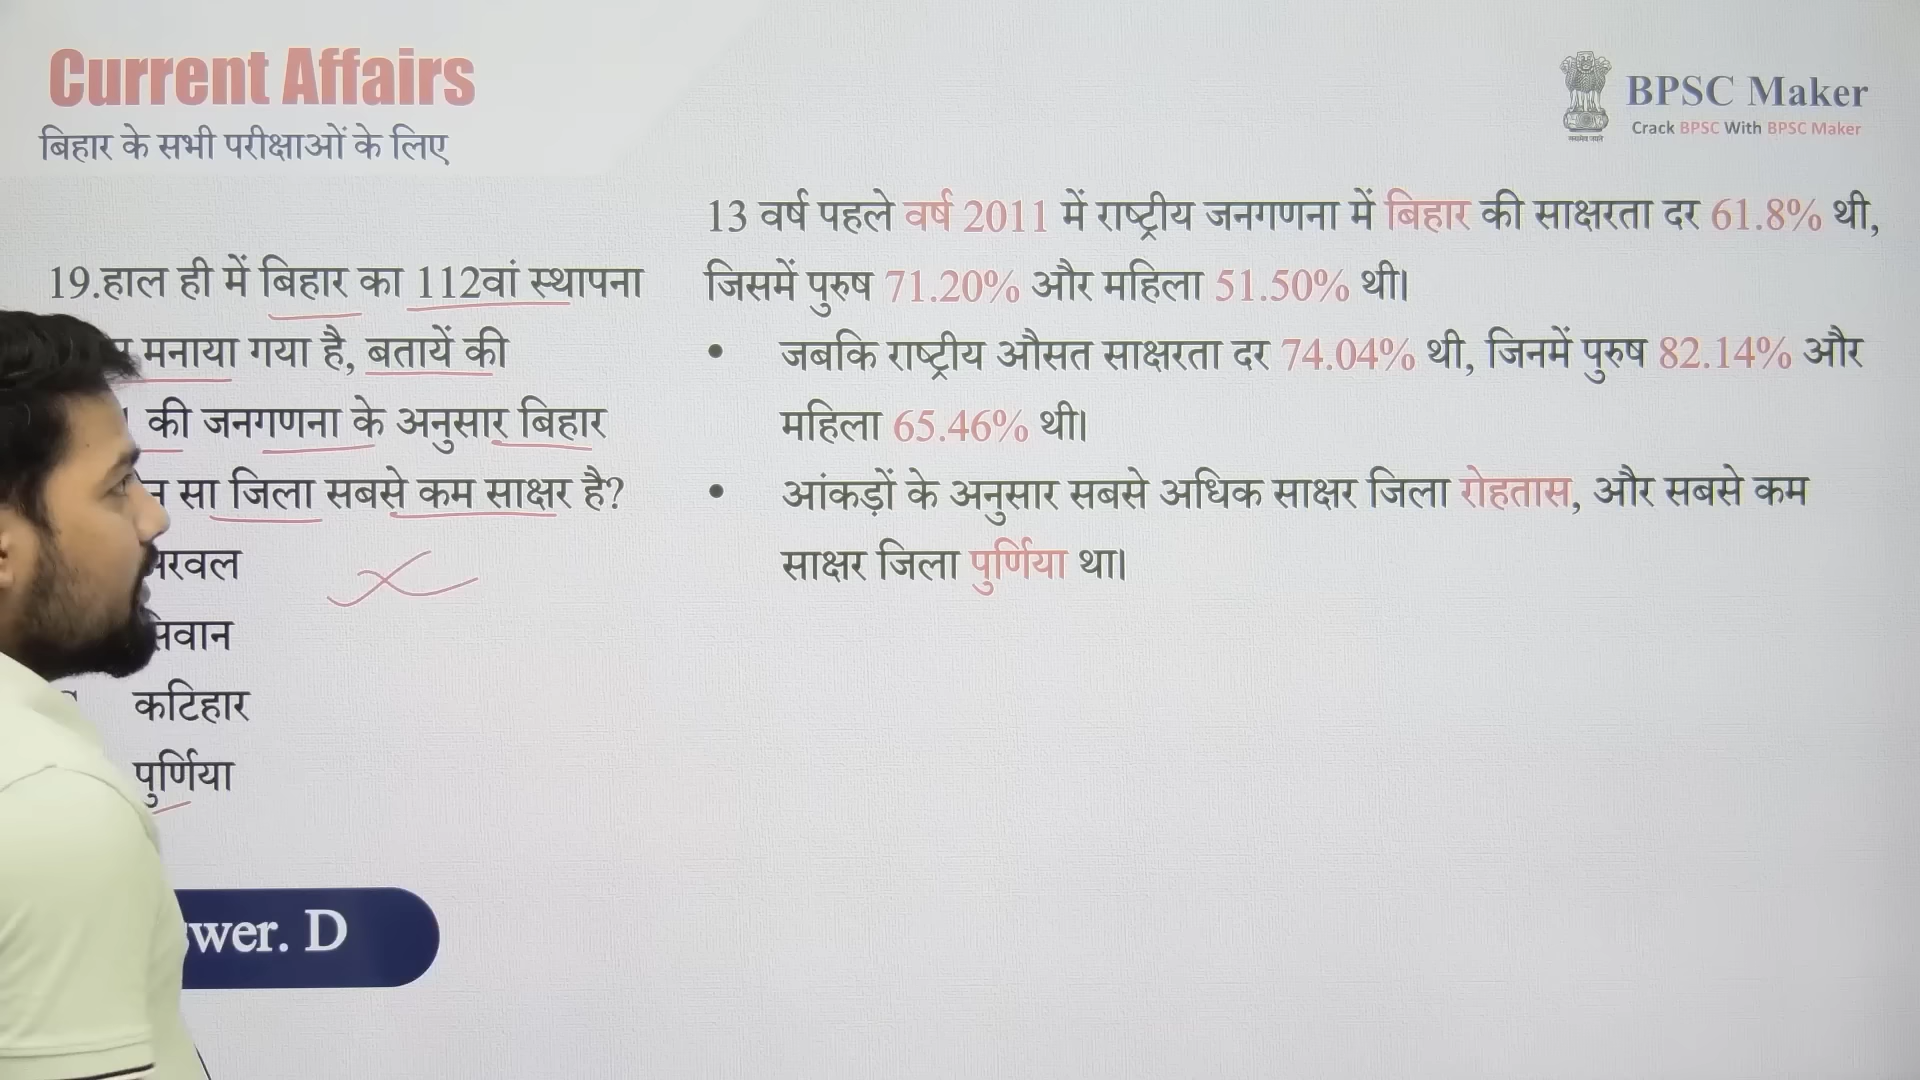 Current Affairs
बिहार के सभी परीक्षाओं के लिए
BPSC Maker
Crack BPSC With BPSC Maker
19.हाल ही में बिहार का 112वां स्थापना
मनाया गया है, बतायें की
की जनगणना के अनुसार बिहार
सा जिला सबसे कम साक्षर है?
कटिहार
पुर्णिया
D
13 वर्ष पहले वर्ष 2011 में राष्ट्रीय जनगणना में बिहार की साक्षरता दर 61.8% थी,
जिसमें पुरुष 71.20% और महिला 51.50% थी।
• जबकि राष्ट्रीय औसत साक्षरता दर 74.04% थी, जिनमें पुरुष 82.14% और
महिला 65.46% थी।
• आंकड़ों के अनुसार सबसे अधिक साक्षर जिला रोहतास, और सबसे कम
साक्षर जिला पुर्णिया था।